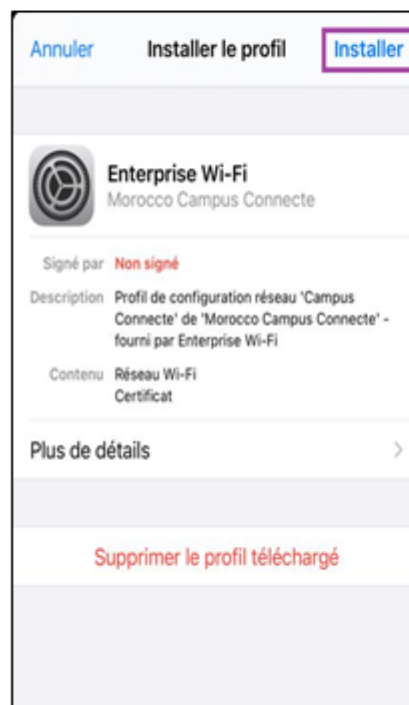 Annuler Installer le profil Installer
Enterprise Wi-Fi
Morocco Campus Connecte
Signé par Non signé
Description Profil de configuration réseau 'Campus
Connecte' de 'Morocco Campus Connecte' -
fourni par Enterprise Wi-Fi
Contenu Réseau Wi-Fi
Certificat
Plus de détails
Supprimer le profil téléchargé